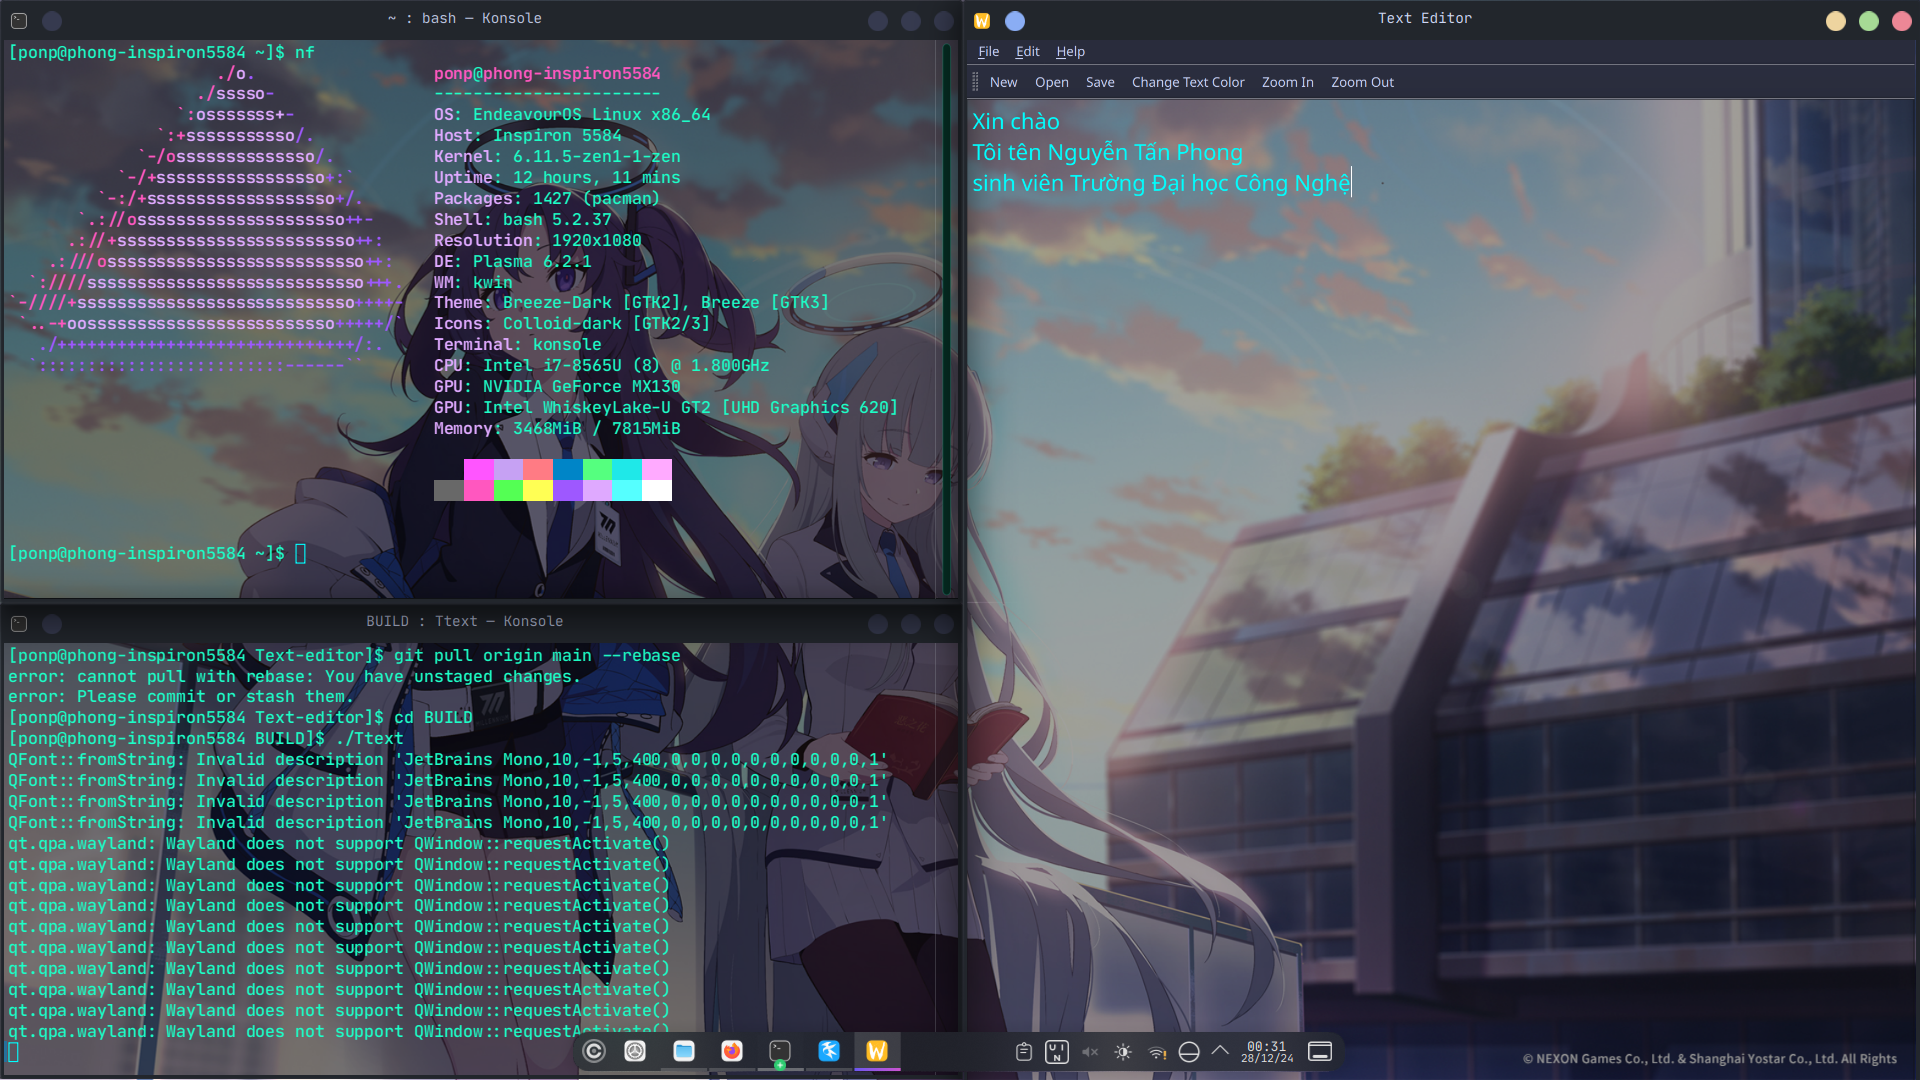 ~ : bash — Konsole
[ponp@phong-inspiron5584 ~]$ nf
./o.
./sssso-
`:osssssss+-
`:+sssssssssso/.
`-/ossssssssssssso/.
`-/+sssssssssssssssso+:`
`-:/+sssssssssssssssssso+/.
`.://osssssssssssssssssssso++-
.://+ssssssssssssssssssssssso++:
.:///ossssssssssssssssssssssssso++:
`:////ssssssssssssssssssssssssssso+++.
`-////+ssssssssssssssssssssssssssso++++-
`..-+oosssssssssssssssssssssssso+++++/`
./++++++++++++++++++++++++++++++/:.
`:::::::::::::::::::::::::------``
ponp@phong-inspiron5584
-----------------------
OS: EndeavourOS Linux x86_64
Host: Inspiron 5584
Kernel: 6.11.5-zen1-1-zen
Uptime: 12 hours, 11 mins
Packages: 1427 (pacman)
Shell: bash 5.2.37
Resolution: 1920x1080
DE: Plasma 6.2.1
WM: kwin
Theme: Breeze-Dark [GTK2], Breeze [GTK3]
Icons: Colloid-dark [GTK2/3]
Terminal: konsole
CPU: Intel i7-8565U (8) @ 1.800GHz
GPU: NVIDIA GeForce MX130
GPU: Intel WhiskeyLake-U GT2 [UHD Graphics 620]
Memory: 3468MiB / 7815MiB
[ponp@phong-inspiron5584 ~]$
BUILD : Ttext — Konsole
[ponp@phong-inspiron5584 Text-editor]$ git pull origin main --rebase
error: cannot pull with rebase: You have unstaged changes.
error: Please commit or stash them.
[ponp@phong-inspiron5584 Text-editor]$ cd BUILD
[ponp@phong-inspiron5584 BUILD]$ ./Ttext
QFont::fromString: Invalid description 'JetBrains Mono,10,-1,5,400,0,0,0,0,0,0,0,0,0,0,1'
QFont::fromString: Invalid description 'JetBrains Mono,10,-1,5,400,0,0,0,0,0,0,0,0,0,0,1'
QFont::fromString: Invalid description 'JetBrains Mono,10,-1,5,400,0,0,0,0,0,0,0,0,0,0,1'
QFont::fromString: Invalid description 'JetBrains Mono,10,-1,5,400,0,0,0,0,0,0,0,0,0,0,1'
qt.qpa.wayland: Wayland does not support QWindow::requestActivate()
qt.qpa.wayland: Wayland does not support QWindow::requestActivate()
qt.qpa.wayland: Wayland does not support QWindow::requestActivate()
qt.qpa.wayland: Wayland does not support QWindow::requestActivate()
qt.qpa.wayland: Wayland does not support QWindow::requestActivate()
qt.qpa.wayland: Wayland does not support QWindow::requestActivate()
qt.qpa.wayland: Wayland does not support QWindow::requestActivate()
qt.qpa.wayland: Wayland does not support QWindow::requestActivate()
qt.qpa.wayland: Wayland does not support QWindow::requestActivate()
qt.qpa.wayland: Wayland does not support QWindow::requestActivate()
Text Editor
File Edit Help
New Open Save Change Text Color Zoom In Zoom Out
Xin chào
Tôi tên Nguyễn Tấn Phong
sinh viên Trường Đại học Công Nghệ
© NEXON Games Co., Ltd. & Shanghai Yostar Co., Ltd. All Rights
00:31
28/12/24